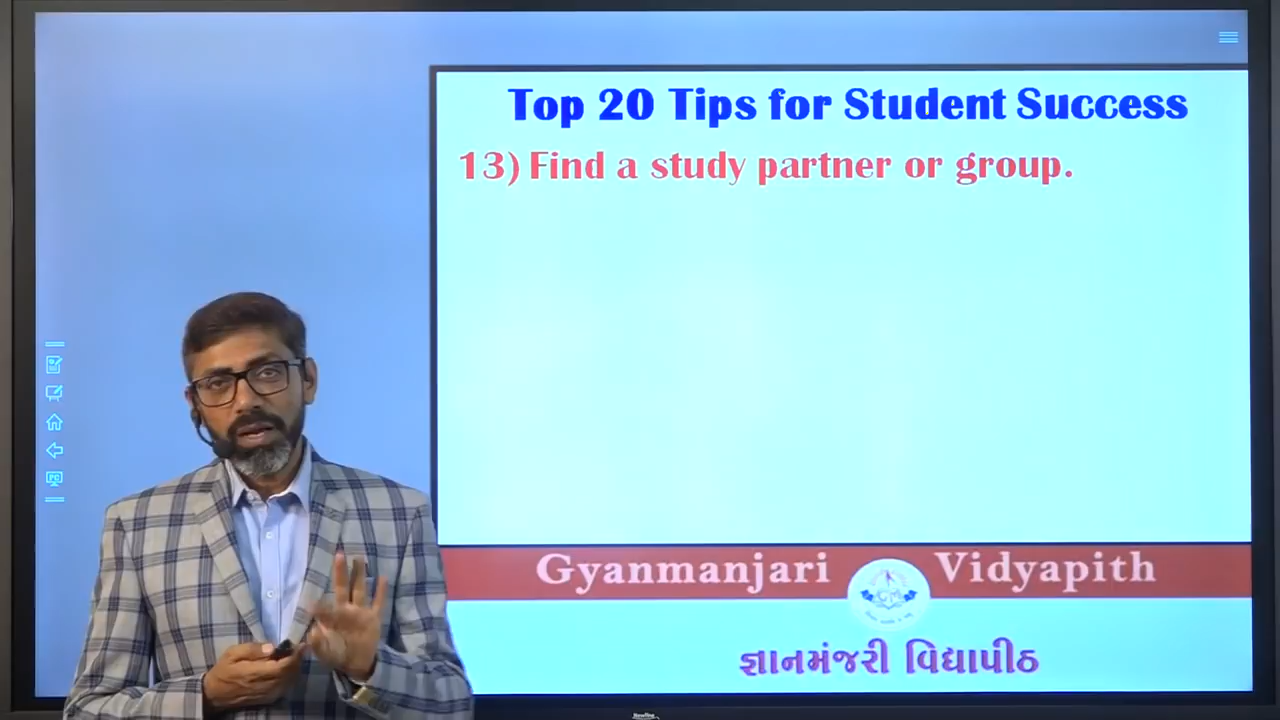 Top 20 Tips for Student Success
13) Find a study partner or group.
Gyanmanjari Vidyapith
જ્ઞાનમંજરી વિદ્યાપીઠ